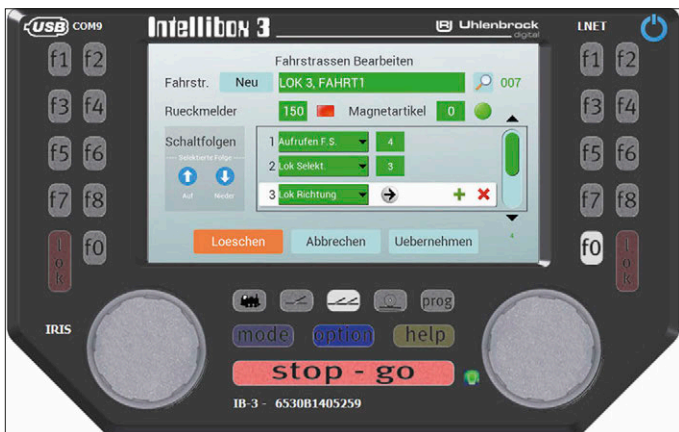 USB COM9 Intellibox 3 Uhlenbrock digital LNET
Fahrstrassen Bearbeiten
Fahrstr. Neu LOK 3, FAHRT1 007
Rueckmelder 150 Magnetartikel 0
Schaltfolgen
Selektierte Folge
Auf Nieder
1 Aufrufen F.S. 4
2 Lok Selekt. 3
3 Lok Richtung
4
Loeschen Abbrechen Uebernehmen
f1 f2
f3 f4
f5 f6
f7 f8
lok f0
f1 f2
f3 f4
f5 f6
f7 f8
f0 lok
prog
IRIS
mode option help
stop - go
IB-3 - 6530B1405259